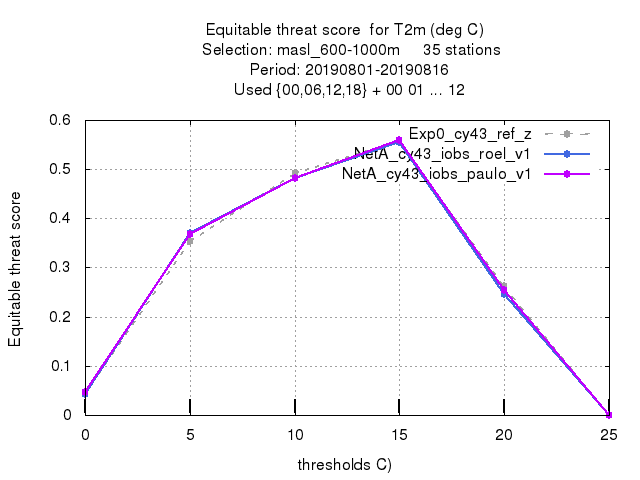 Equitable threat score for T2m (deg C)
Selection: masl_600-1000m 35 stations
Period: 20190801-20190816
Used {00,06,12,18} + 00 01 ... 12
Exp0_cy43_ref_z
NetA_cy43_iobs_roel_v1
NetA_cy43_iobs_paulo_v1
Equitable threat score
0.6
0.5
0.4
0.3
0.2
0.1
0
0 5 10 15 20 25
thresholds C)